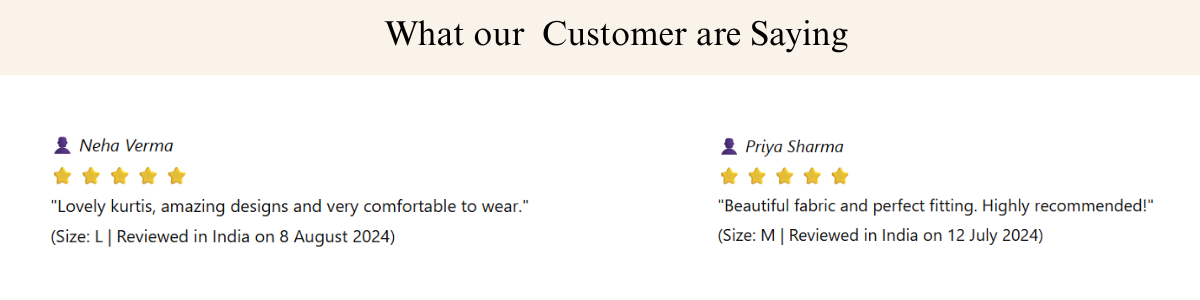 What our  Customer are Saying
Neha Verma
"Lovely kurtis, amazing designs and very comfortable to wear."
(Size: L | Reviewed in India on 8 August 2024)
Priya Sharma
"Beautiful fabric and perfect fitting. Highly recommended!"
(Size: M | Reviewed in India on 12 July 2024)